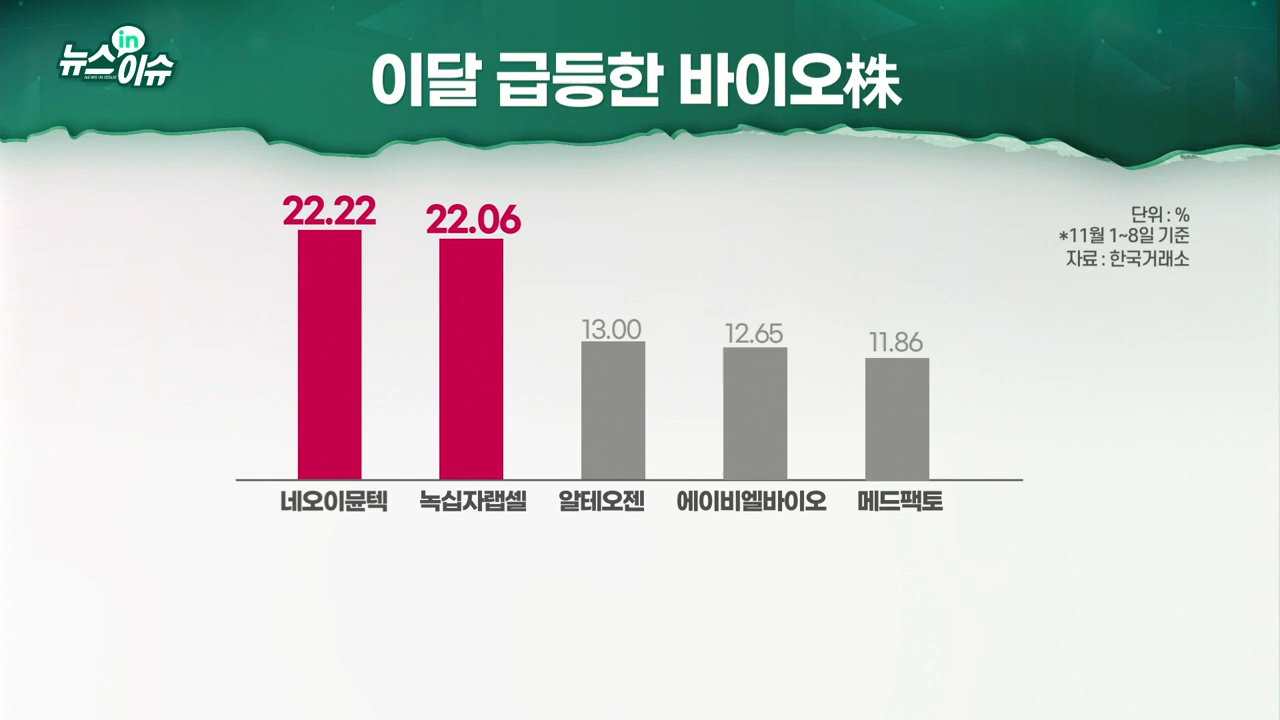 뉴스in이슈
NEWS IN ISSUE
이달 급등한 바이오株
단위 : %
*11월 1~8일 기준
자료 : 한국거래소
22.22 22.06 13.00 12.65 11.86
네오이뮨텍 녹십자랩셀 알테오젠 에이비엘바이오 메드팩토